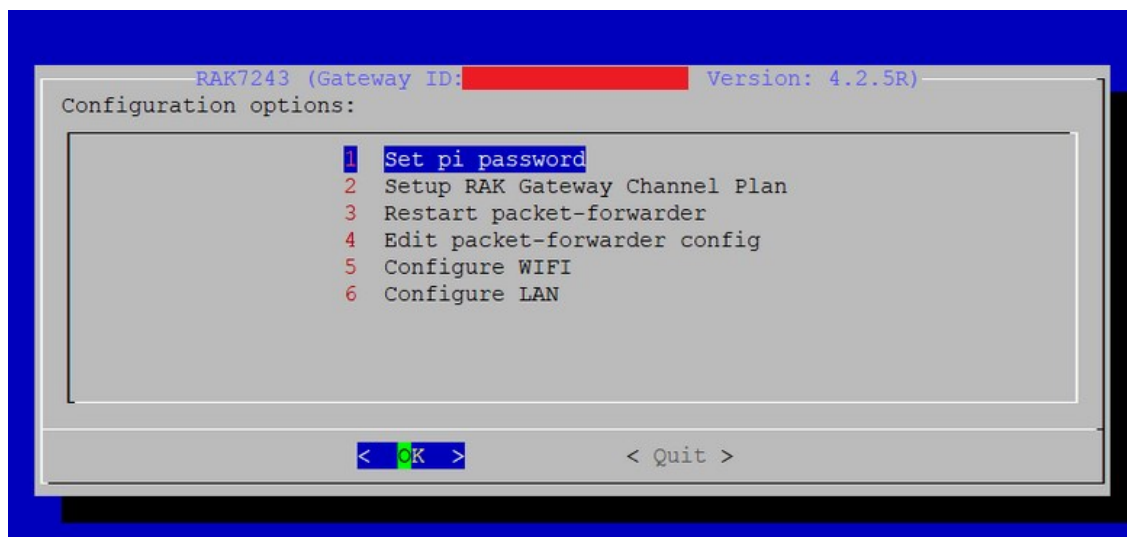 RAK7243 (Gateway ID: Version: 4.2.5R)
Configuration options:
1 Set pi password
2 Setup RAK Gateway Channel Plan
3 Restart packet-forwarder
4 Edit packet-forwarder config
5 Configure WIFI
6 Configure LAN
< OK > < Quit >